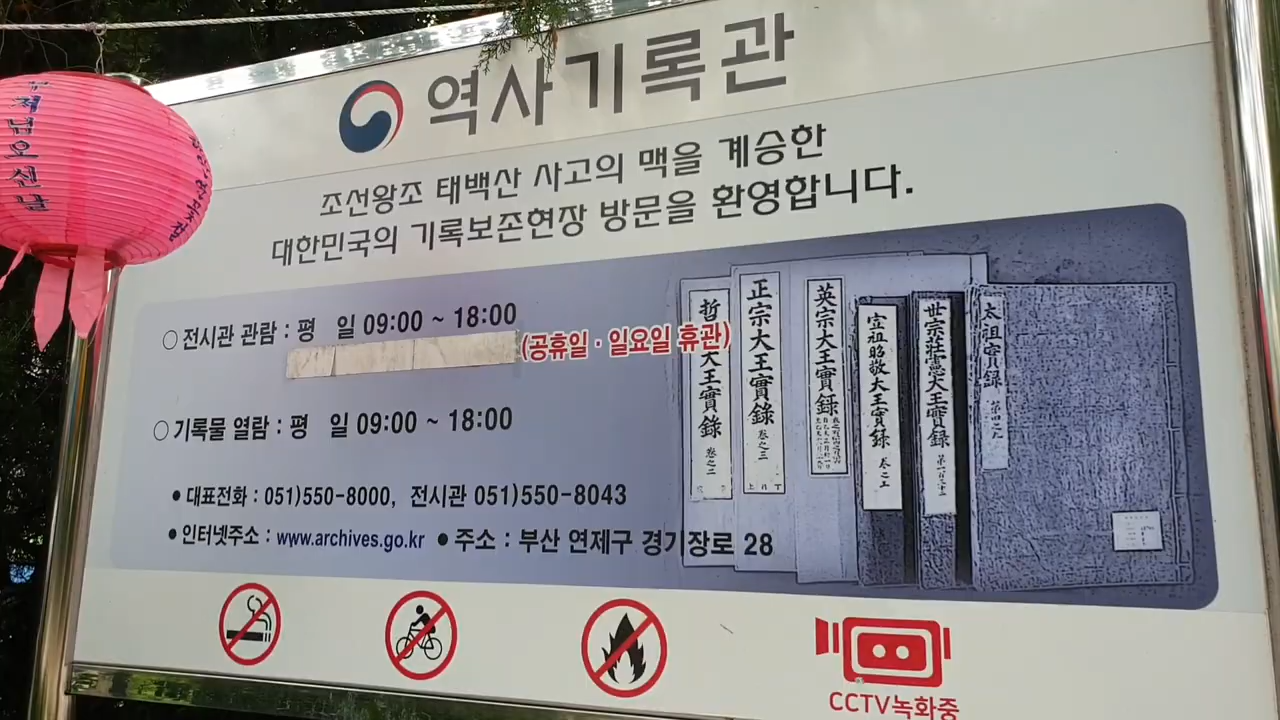 역사기록관
조선왕조 태백산 사고의 맥을 계승한
대한민국의 기록보존현장 방문을 환영합니다.
○ 전시관 관람 : 평 일 09:00 ~ 18:00
(공휴일 · 일요일 휴관)
○ 기록물 열람 : 평 일 09:00 ~ 18:00
● 대표전화 : 051)550-8000, 전시관 051)550-8043
● 인터넷주소 : www.archives.go.kr ● 주소 : 부산 연제구 경기장로 28
哲 大王實錄 卷之二
正宗大王實錄 卷之三
英宗大王實錄
宣祖昭敬大王實錄 卷之
世宗莊憲大王實錄
太祖實錄
CCTV녹화중
오신날